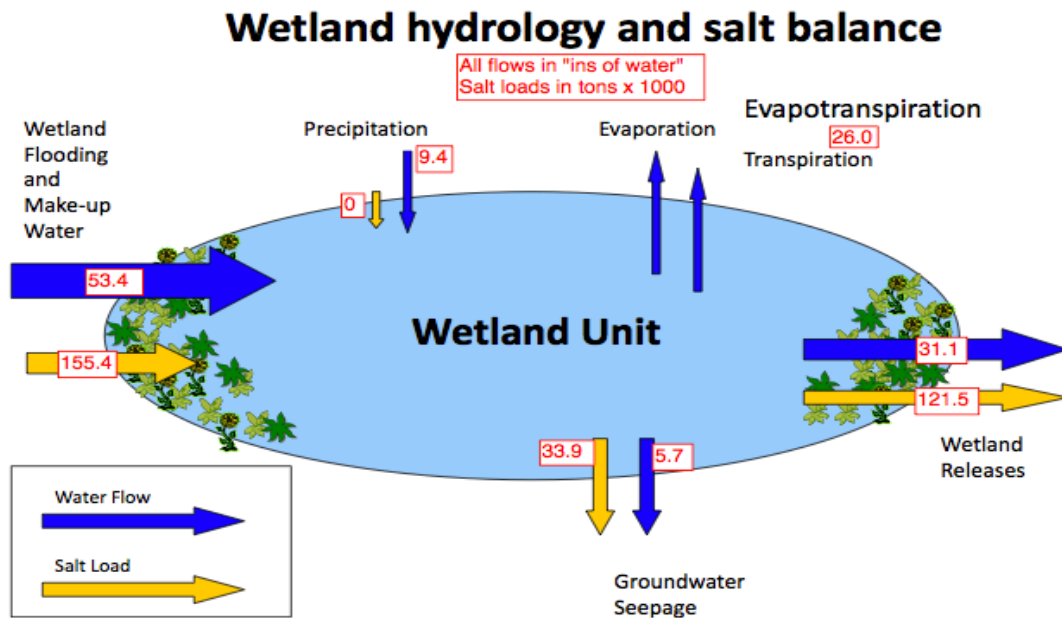 Wetland hydrology and salt balance
All flows in "ins of water"
Salt loads in tons x 1000
Wetland
Flooding
and
Make-up
Water
Precipitation
9.4
0
Evaporation
Evapotranspiration
26.0
Transpiration
53.4
155.4
Wetland Unit
31.1
121.5
Wetland
Releases
33.9
5.7
Groundwater
Seepage
Water Flow
Salt Load